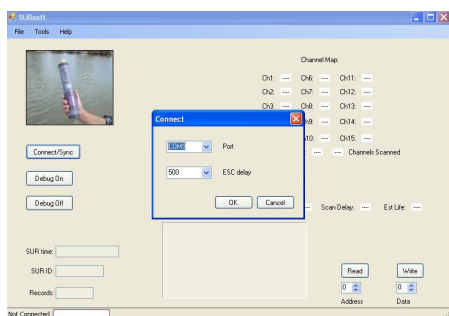 SURsoft
File Tools Help
Channel Map:
Ch1: --- Ch6: --- Ch11: ---
Ch2: --- Ch7: --- Ch12: ---
Ch3: --- Ch8: --- Ch13: ---
Ch14: ---
Ch15: ---
--- --- Channels Scanned
Connect
Port
500 ESC delay
OK Cancel
Connect/Sync
Debug On
Debug Off
--- Scan Delay: --- Est Life: ---
SUR time:
SUR ID:
Records:
Read Write
0 0
Address Data
Not Connected